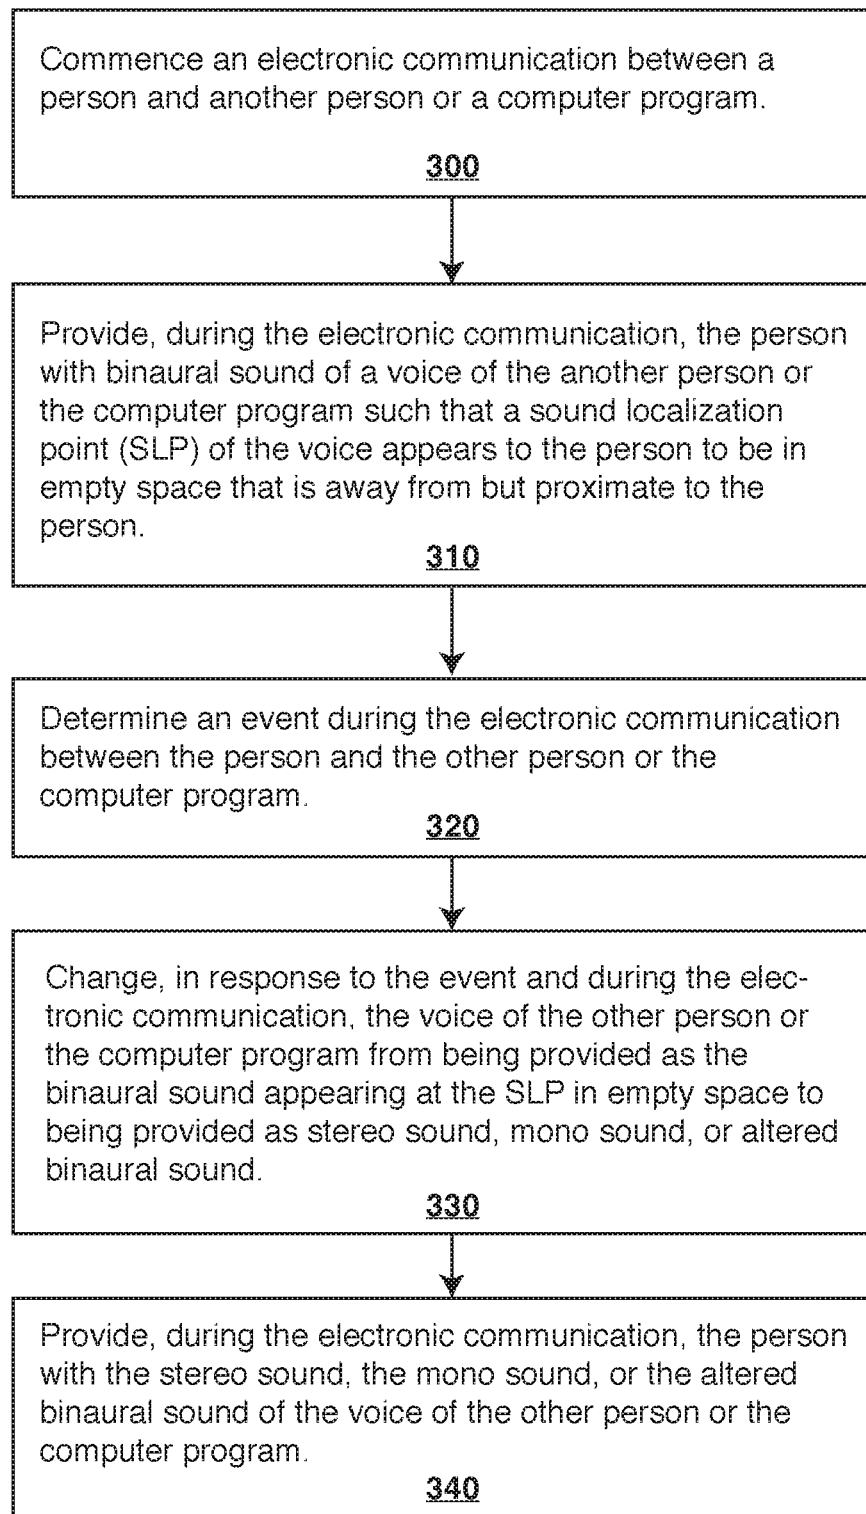 Commence an electronic communication between a
person and another person or a computer program.
300
Provide, during the electronic communication, the person
with binaural sound of a voice of the another person or
the computer program such that a sound localization
point (SLP) of the voice appears to the person to be in
empty space that is away from but proximate to the
person.
310
Determine an event during the electronic communication
between the person and the other person or the
computer program.
320
Change, in response to the event and during the elec-
tronic communication, the voice of the other person or
the computer program from being provided as the
binaural sound appearing at the SLP in empty space to
being provided as stereo sound, mono sound, or altered
binaural sound.
330
Provide, during the electronic communication, the person
with the stereo sound, the mono sound, or the altered
binaural sound of the voice of the other person or the
computer program.
340